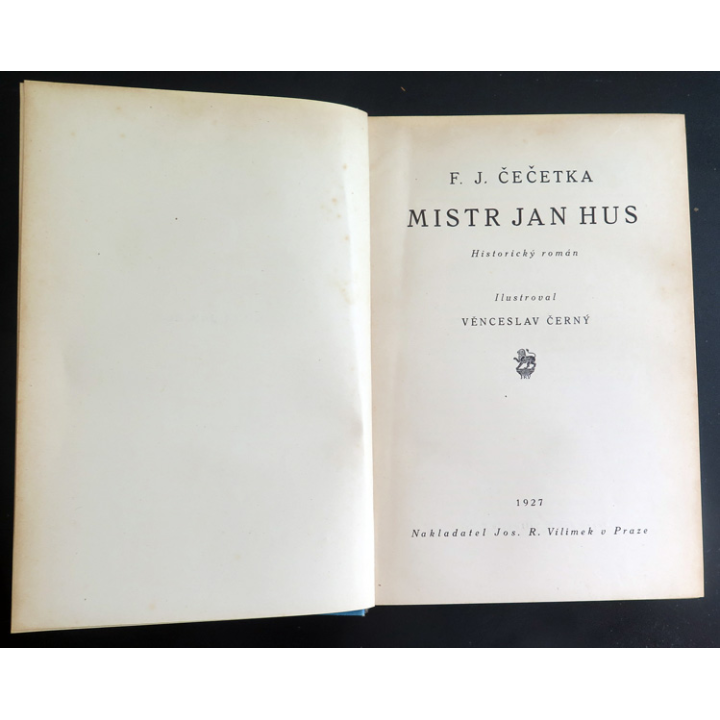 F. J. ČEČETKA
MISTR JAN HUS
Historický román
Ilustroval
VĚNCESLAV ČERNÝ
1927
Nakladatel Jos. R. Vilímek v Praze